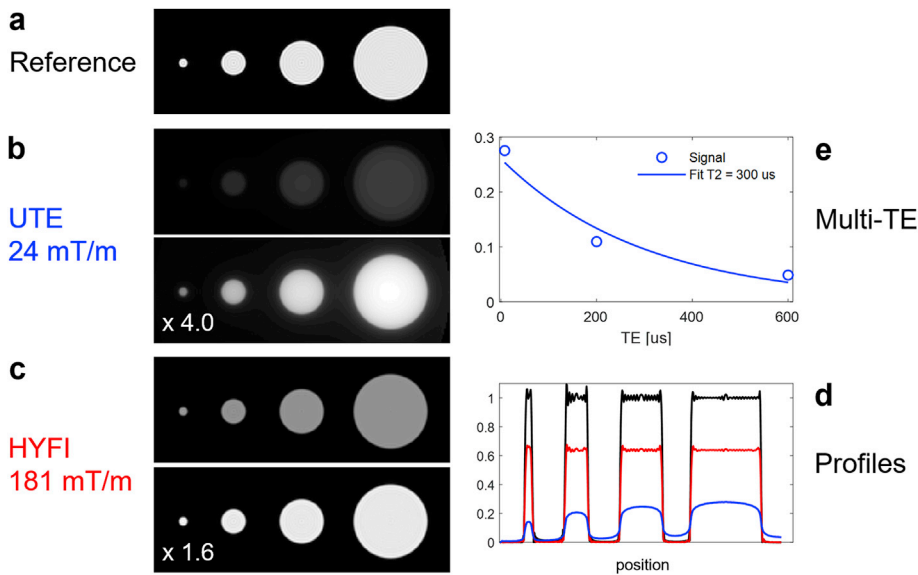 a
Reference
b
UTE
24 mT/m
x 4.0
c
HYFI
181 mT/m
x 1.6
0.3
0.2
0.1
0
0
200
400
600
TE [us]
Signal
Fit T2 = 300 us
e
Multi-TE
1
0.8
0.6
0.4
0.2
0
position
d
Profiles